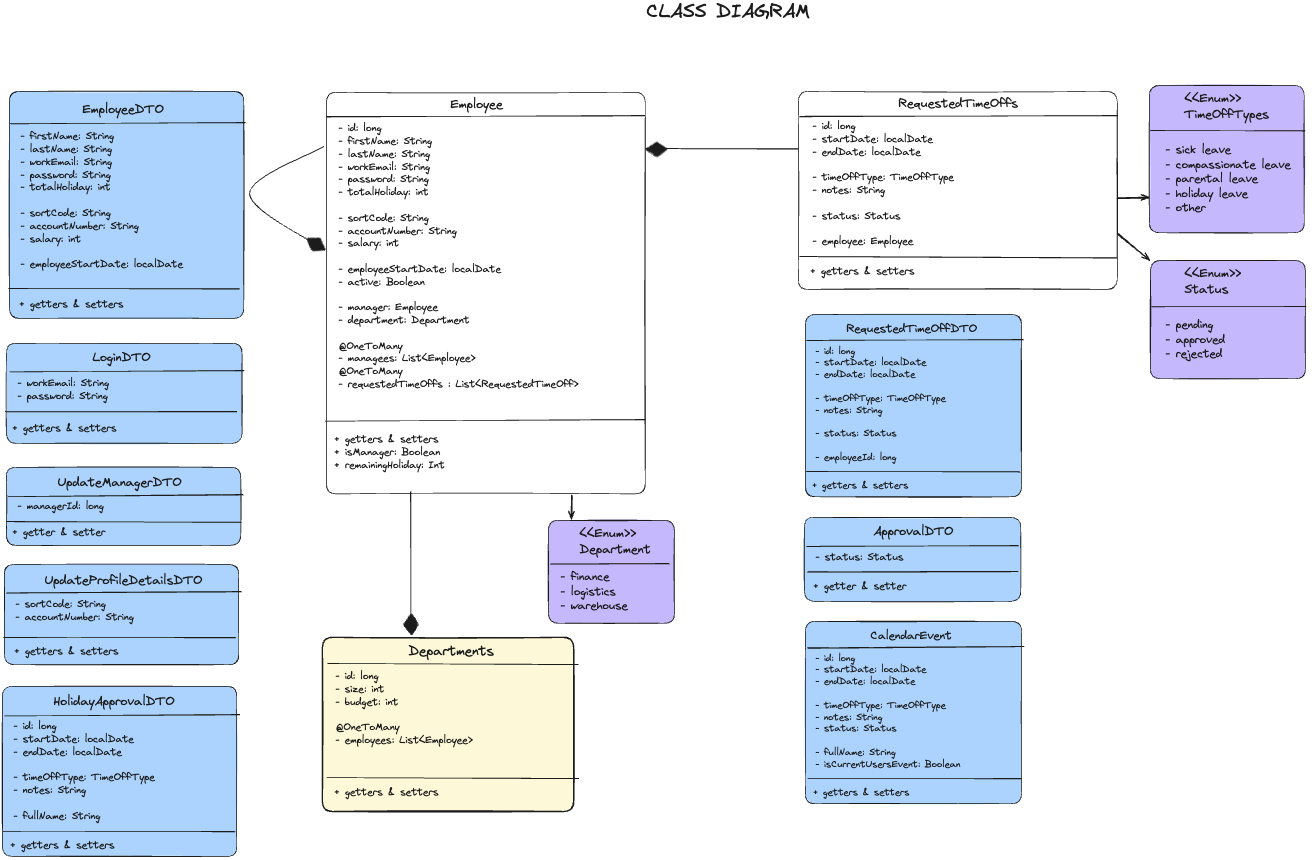 CLASS DIAGRAM
EmployeeDTO
- firstName: String
- lastName: String
- workEmail: String
- password: String
- totalHoliday: int
- sortCode: String
- accountNumber: String
- salary: int
- employeeStartDate: localDate
+ getters & setters
LoginDTO
- workEmail: String
- password: String
+ getters & setters
UpdateManagerDTO
- managerId: long
+ getter & setter
UpdateProfileDetailsDTO
- sortCode: String
- accountNumber: String
+ getters & setters
HolidayApprovalDTO
- id: long
- startDate: localDate
- endDate: localDate
- timeOffType: TimeOffType
- notes: String
- fullName: String
+ getters & setters
Employee
- id: long
- firstName: String
- lastName: String
- workEmail: String
- password: String
- totalHoliday: int
- sortCode: String
- accountNumber: String
- salary: int
- employeeStartDate: localDate
- active: Boolean
- manager: Employee
- department: Department
@OneToMany
- managees: List<Employee>
@OneToMany
- requestedTimeOffs : List<RequestedTimeOff>
+ getters & setters
+ isManager: Boolean
+ remainingHoliday: Int
<<Enum>>
Department
- finance
- logistics
- warehouse
Departments
- id: long
- size: int
- budget: int
@OneToMany
- employees: List<Employee>
+ getters & setters
RequestedTimeOffs
- id: long
- startDate: localDate
- endDate: localDate
- timeOffType: TimeOffType
- notes: String
- status: Status
- employee: Employee
+ getters & setters
RequestedTimeOffDTO
- id: long
- startDate: localDate
- endDate: localDate
- timeOffType: TimeOffType
- notes: String
- status: Status
- employeeId: long
+ getters & setters
ApprovalDTO
- status: Status
+ getter & setter
CalendarEvent
- id: long
- startDate: localDate
- endDate: localDate
- timeOffType: TimeOffType
- notes: String
- status: Status
- fullName: String
- isCurrentUsersEvent: Boolean
+ getters & setters
<<Enum>>
TimeOffTypes
- sick leave
- compassionate leave
- parental leave
- holiday leave
- other
<<Enum>>
Status
- pending
- approved
- rejected